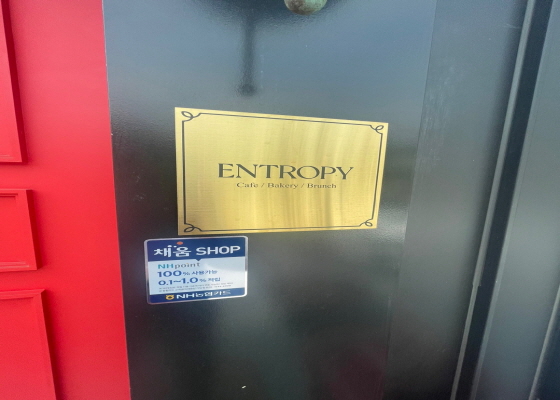 ENTROPY
Cafe / Bakery / Brunch
채움 SHOP
NHpoint
100% 사용가능
0.1~1.0% 적립
NH농협카드